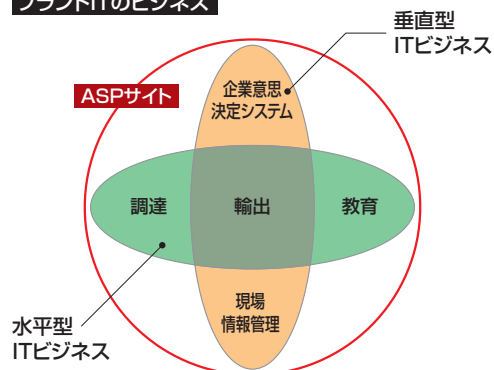 プラントITのビジネス
垂直型
ITビジネス
ASPサイト
企業意思
決定システム
調達
輸出
教育
現場
情報管理
水平型
ITビジネス